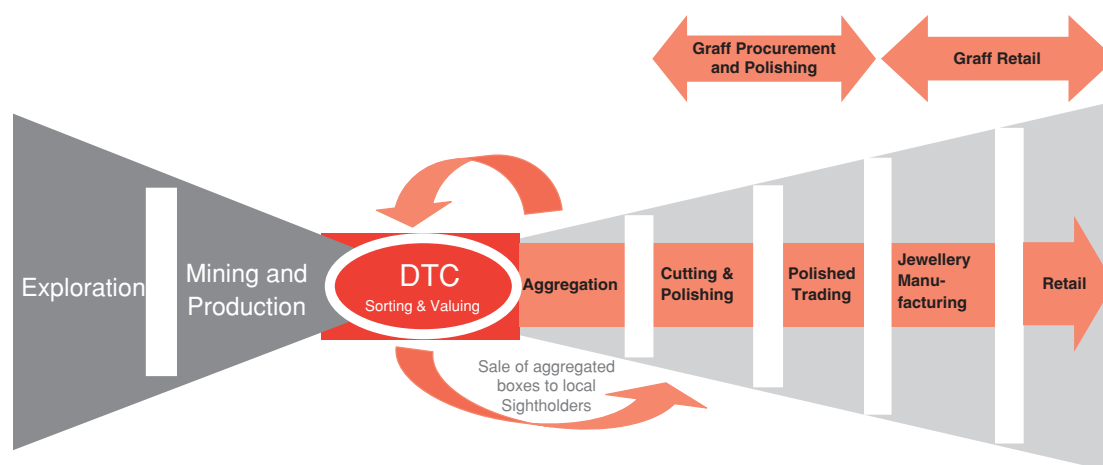 Graff Procurement
and Polishing
Graff Retail
Exploration
Mining and
Production
DTC
Sorting & Valuing
Aggregation
Cutting &
Polishing
Polished
Trading
Jewellery
Manu-
facturing
Retail
Sale of aggregated
boxes to local
Sightholders